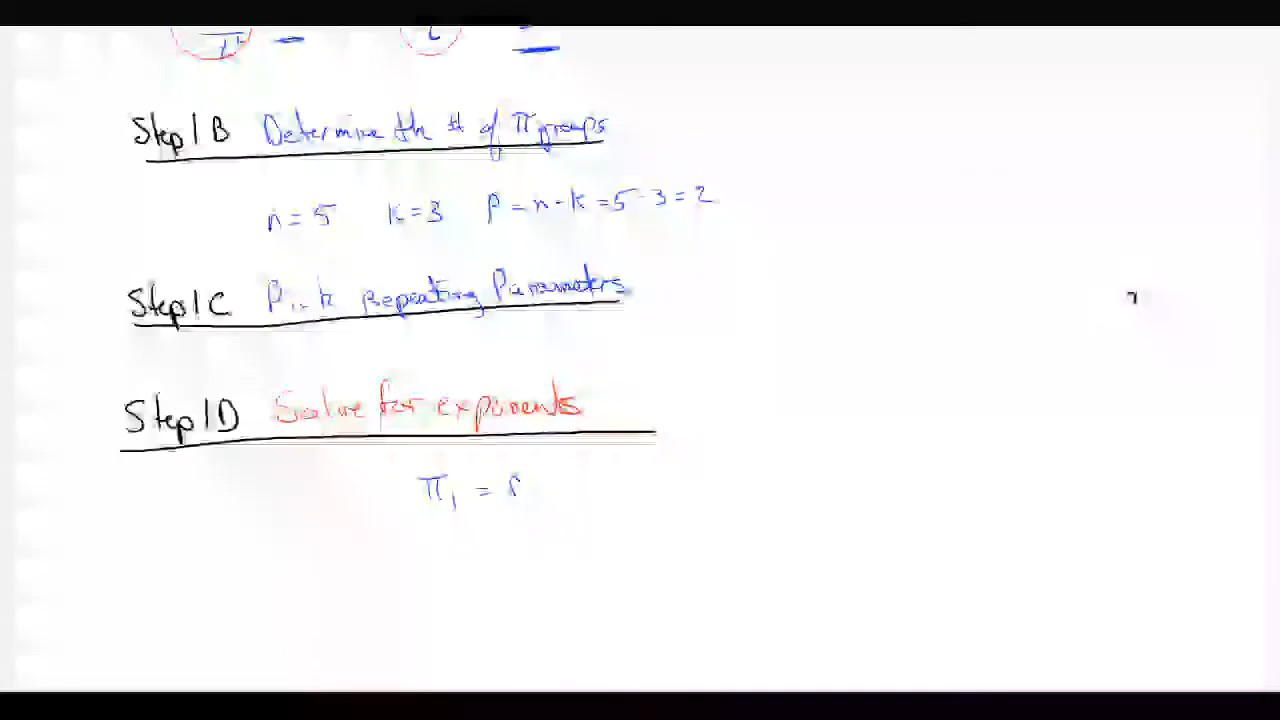 Step 1B Determine the # of π groups
n = 5 k = 3 p = n - k = 5 - 3 = 2
Step 1C Pick Repeating Parameters
Step 1D Solve for exponents
π₁ =